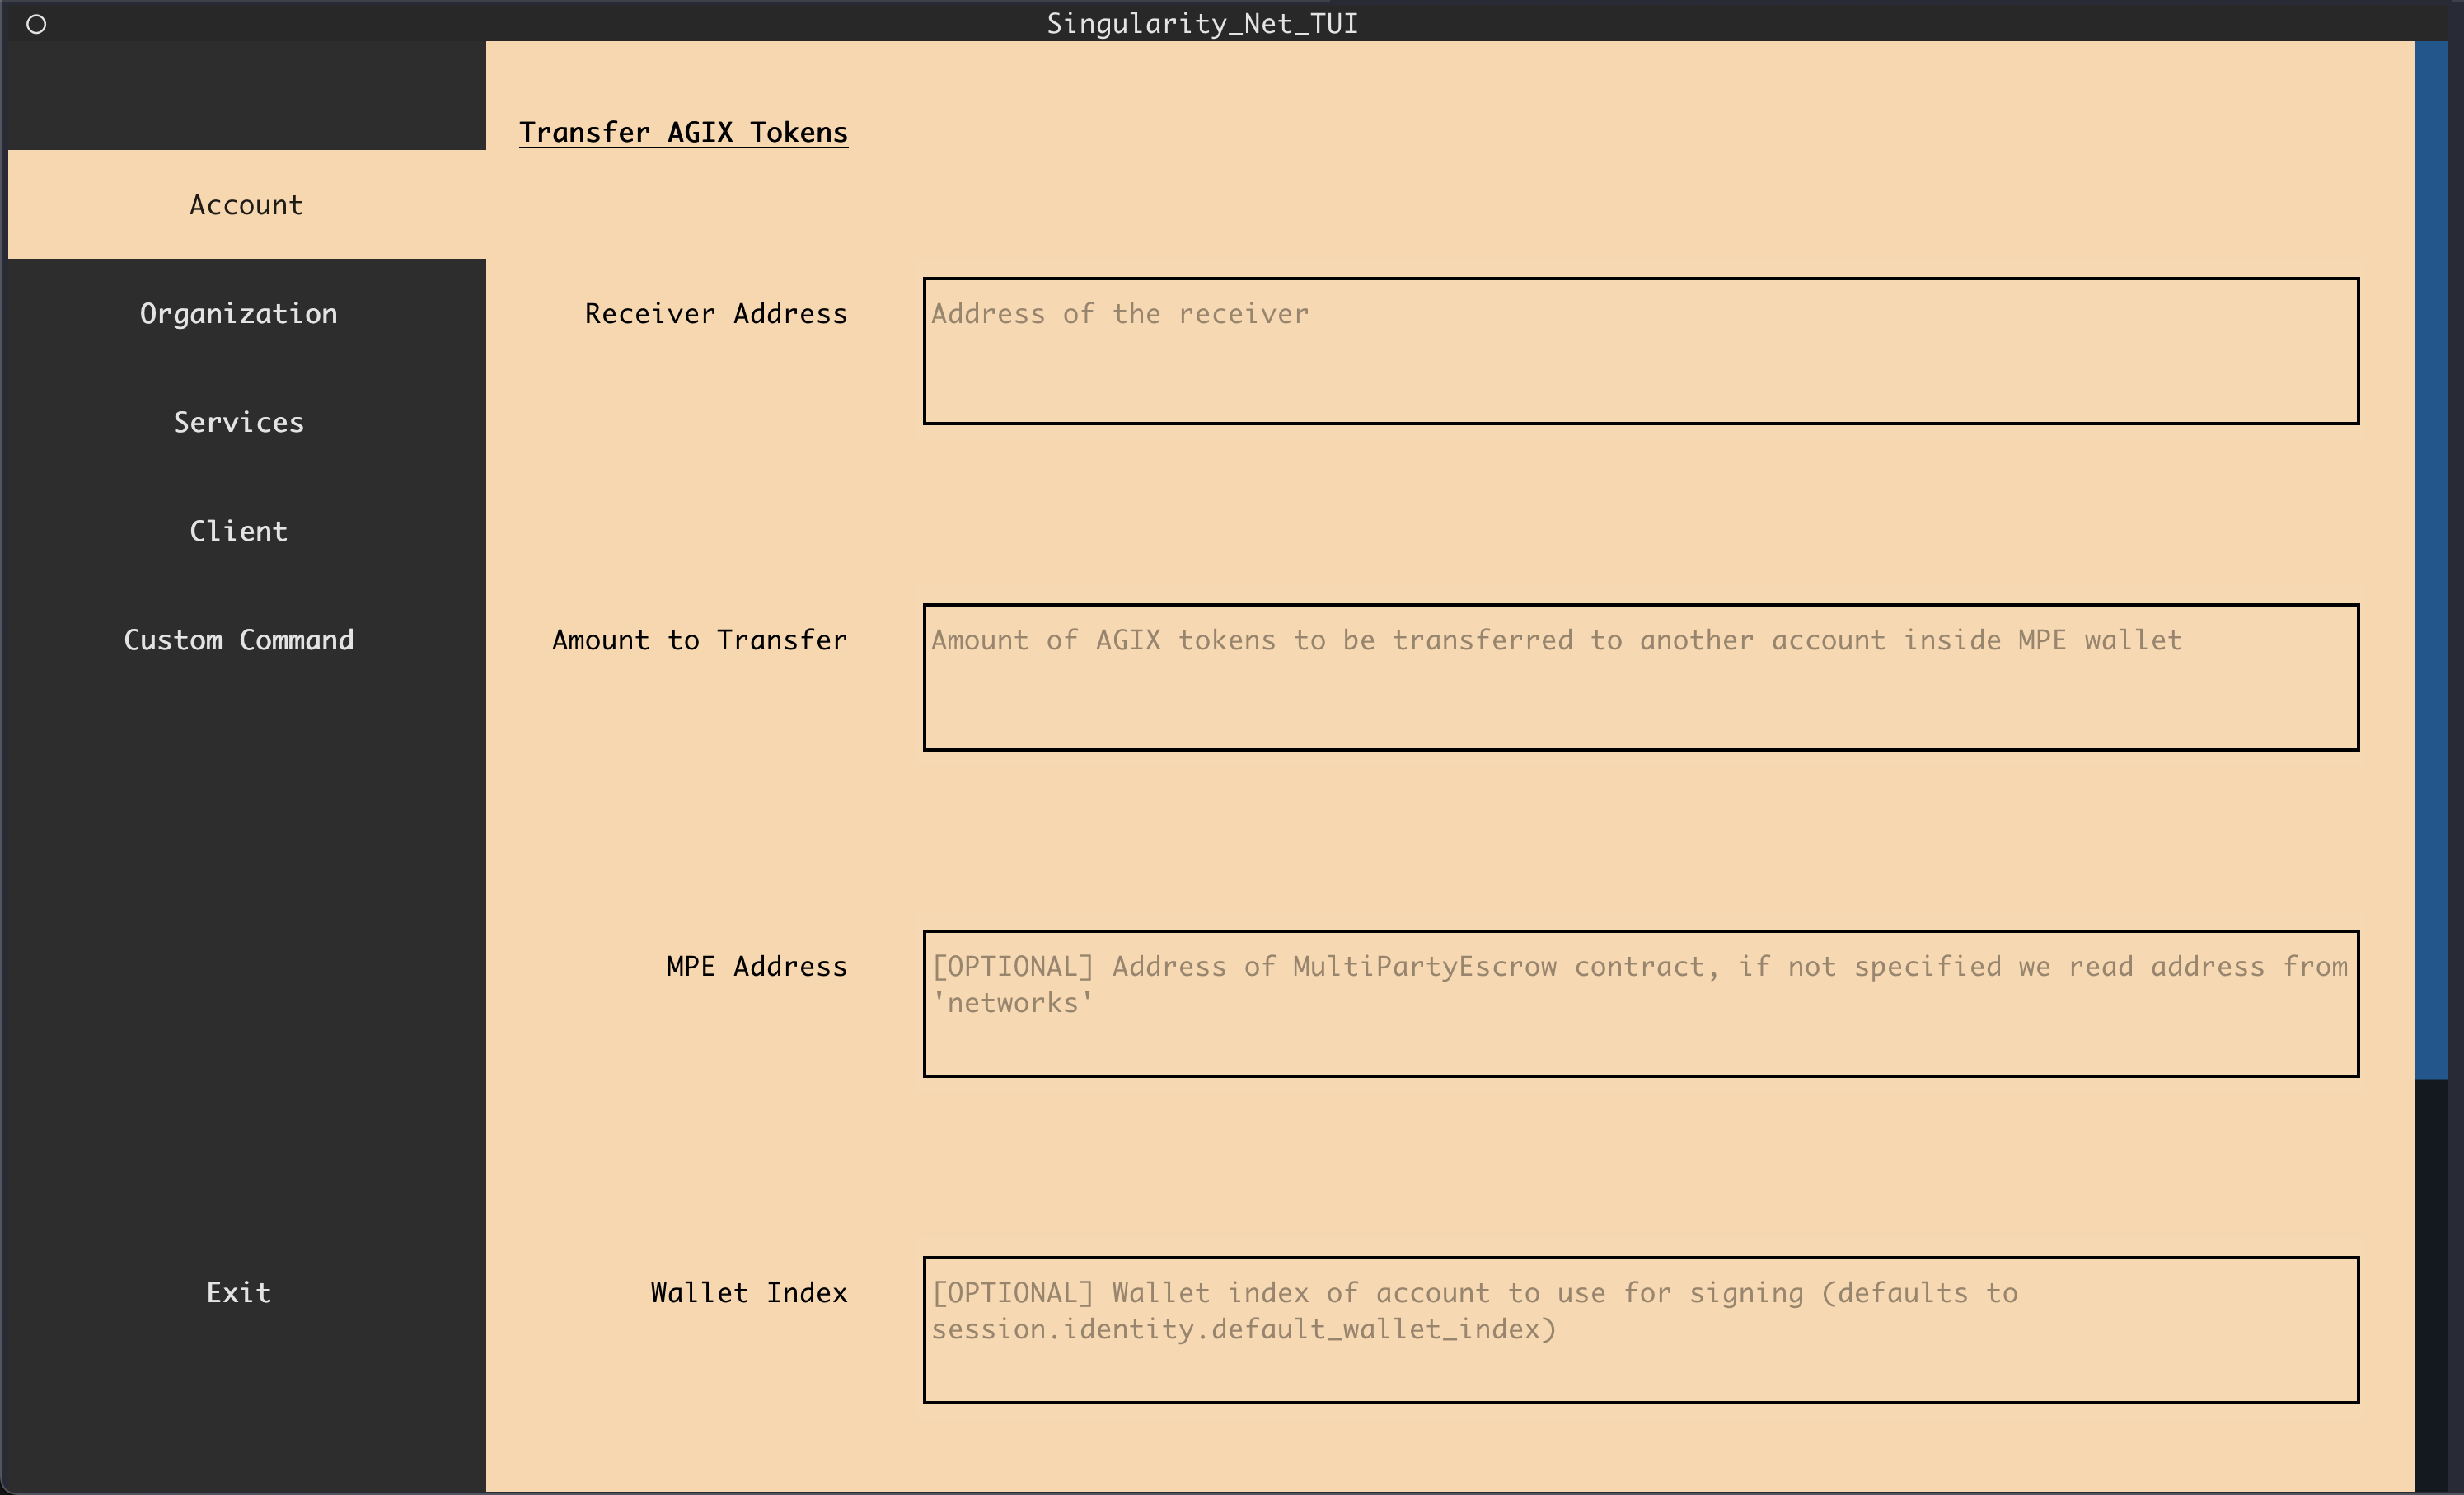 Singularity_Net_TUI
Account
Organization
Services
Client
Custom Command
Exit
Transfer AGIX Tokens
Receiver Address
Address of the receiver
Amount to Transfer
Amount of AGIX tokens to be transferred to another account inside MPE wallet
MPE Address
[OPTIONAL] Address of MultiPartyEscrow contract, if not specified we read address from
'networks'
Wallet Index
[OPTIONAL] Wallet index of account to use for signing (defaults to
session.identity.default_wallet_index)